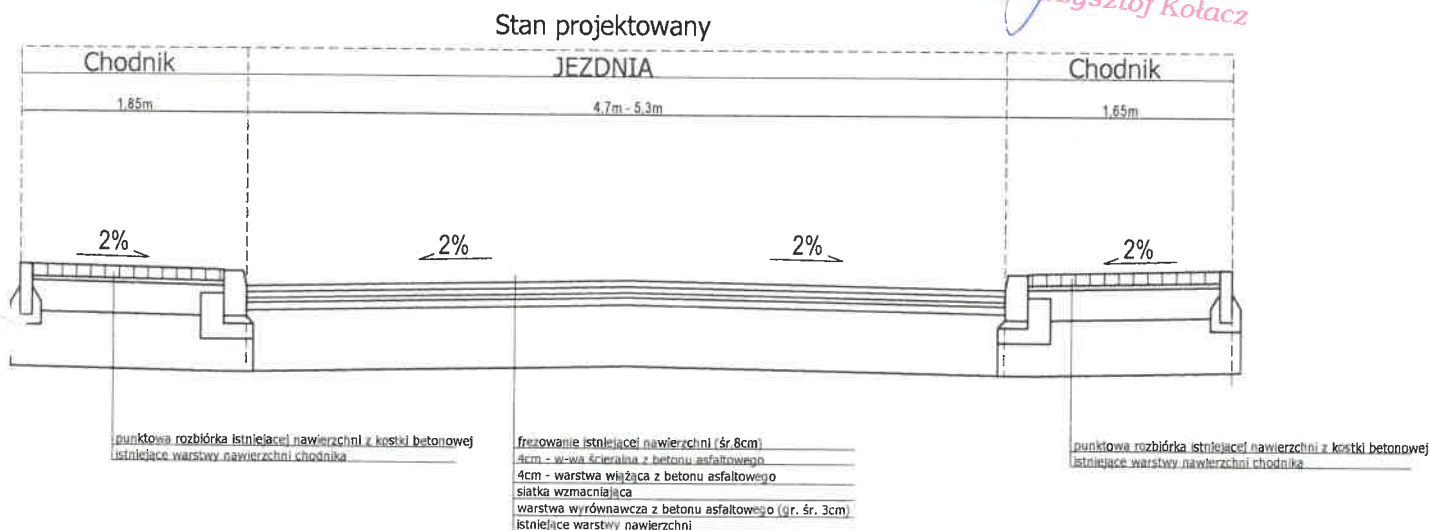 Kołacz
Stan projektowany
Chodnik
JEZDNIA
Chodnik
1,85m
4,7m - 5,3m
1,65m
2%
2%
2%
2%
punktowa rozbiórka istniejącej nawierzchni z kostki betonowej
istniejące warstwy nawierzchni chodnika
frezowanie istniejącej nawierzchni (śr.8cm)
4cm - w-wa ścieralna z betonu asfaltowego
4cm - warstwa wiążąca z betonu asfaltowego
siatka wzmacniająca
warstwa wyrównawcza z betonu asfaltowego (gr. śr. 3cm)
istniejące warstwy nawierzchni
punktowa rozbiórka istniejącej nawierzchni z kostki betonowej
istniejące warstwy nawierzchni chodnika